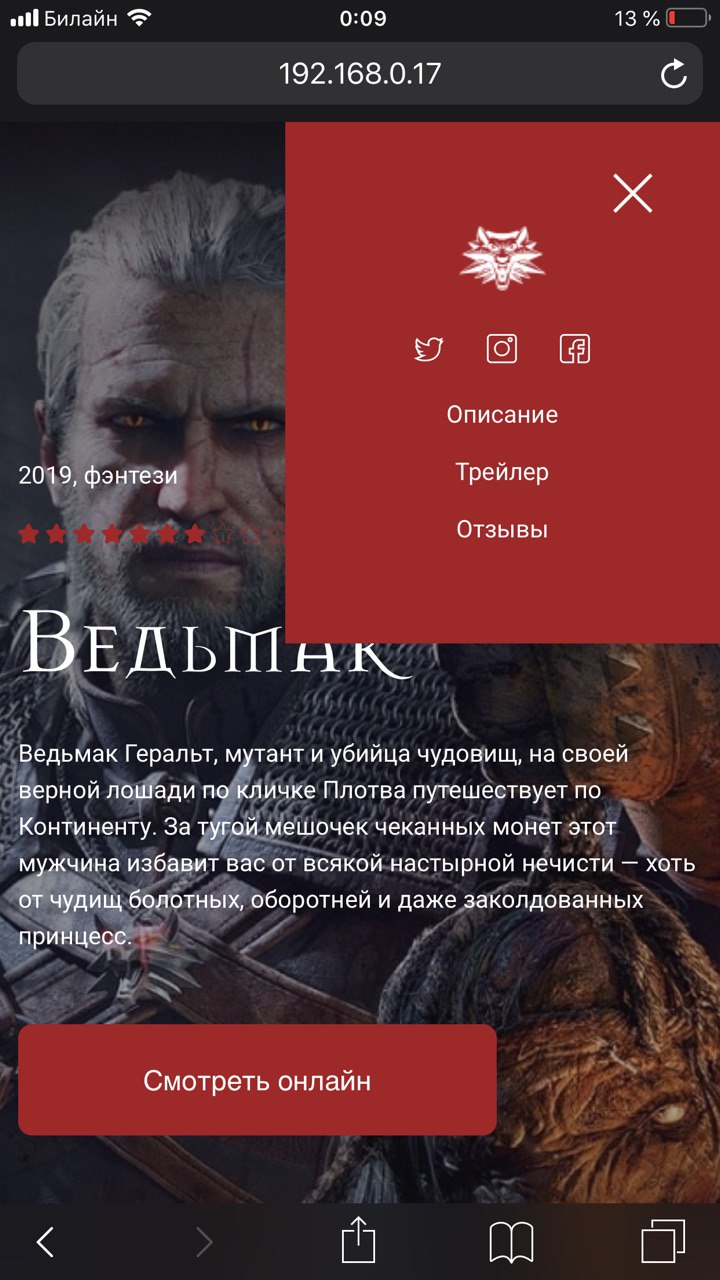 Билайн 0:09 13 %
192.168.0.17
Описание
Трейлер
Отзывы
2019, фэнтези
Ведьмак
Ведьмак Геральт, мутант и убийца чудовищ, на своей
верной лошади по кличке Плотва путешествует по
Континенту. За тугой мешочек чеканных монет этот
мужчина избавит вас от всякой настырной нечисти — хоть
от чудищ болотных, оборотней и даже заколдованных
принцесс.
Смотреть онлайн